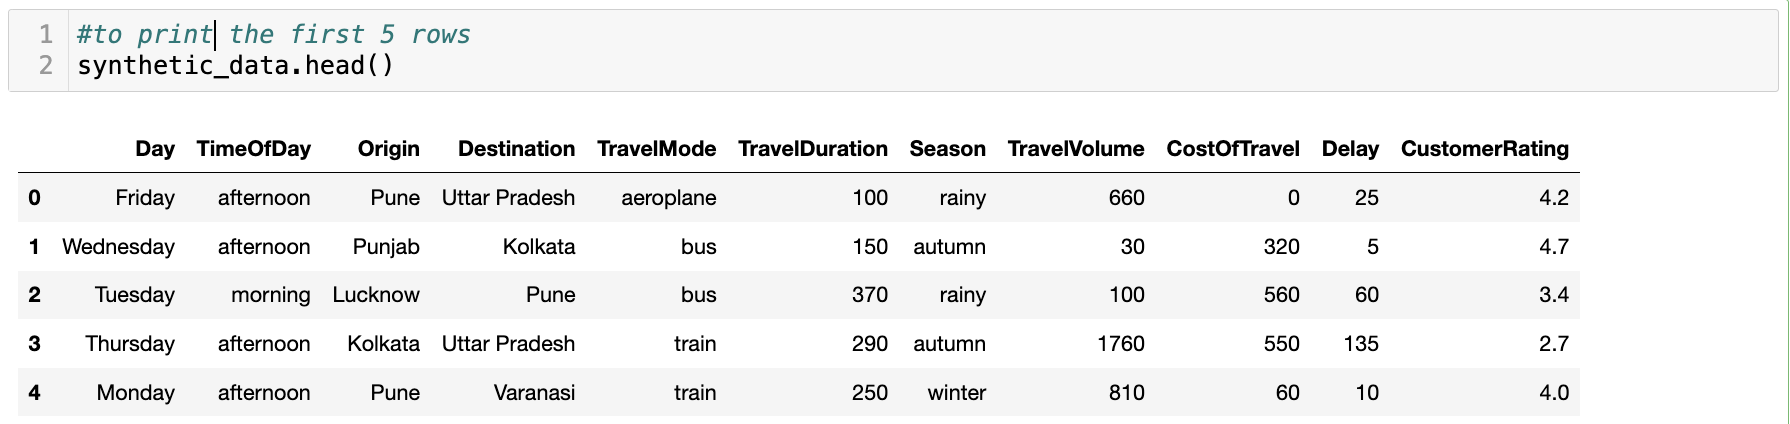 1 #to print the first 5 rows
2 synthetic_data.head()
Day TimeOfDay Origin Destination TravelMode TravelDuration Season TravelVolume CostOfTravel Delay CustomerRating
0 Friday afternoon Pune Uttar Pradesh aeroplane 100 rainy 660 0 25 4.2
1 Wednesday afternoon Punjab Kolkata bus 150 autumn 30 320 5 4.7
2 Tuesday morning Lucknow Pune bus 370 rainy 100 560 60 3.4
3 Thursday afternoon Kolkata Uttar Pradesh train 290 autumn 1760 550 135 2.7
4 Monday afternoon Pune Varanasi train 250 winter 810 60 10 4.0